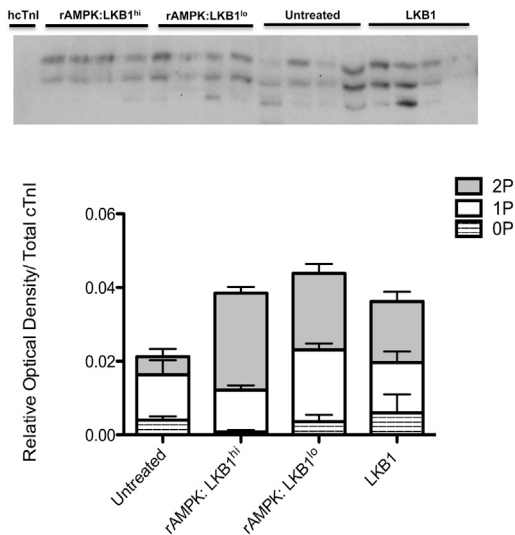 hcTnI rAMPK:LKB1ʰⁱ rAMPK:LKB1ˡᵒ Untreated LKB1
2P
1P
0P
Relative Optical Density/ Total cTnI
0.06
0.04
0.02
0.00
Untreated
rAMPK: LKB1ʰⁱ
rAMPK: LKB1ˡᵒ
LKB1